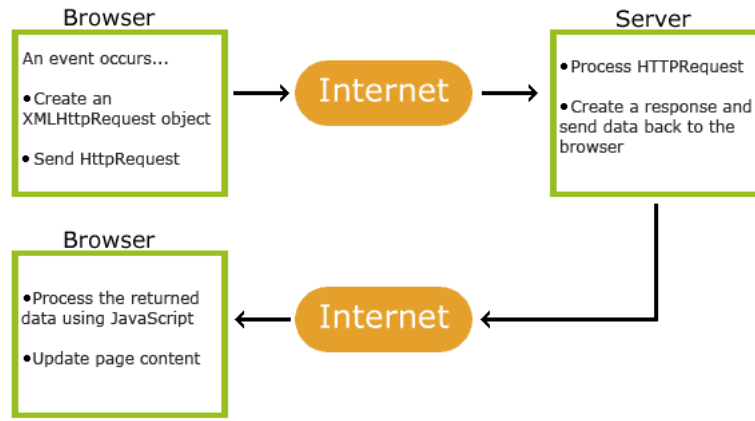 Browser
An event occurs...
•Create an
XMLHttpRequest object
•Send HttpRequest
Internet
Server
•Process HTTPRequest
•Create a response and
send data back to the
browser
Browser
•Process the returned
data using JavaScript
•Update page content
Internet